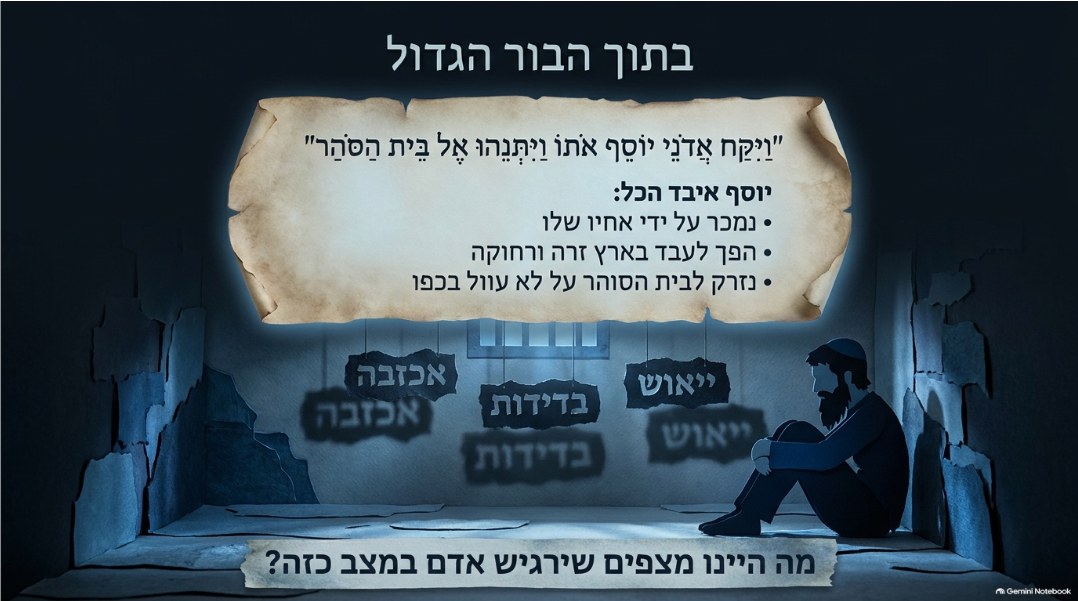 בתוך הבור הגדול
"וַיִּקַּח אֲדֹנֵי יוֹסֵף אֹתוֹ וַיִּתְּנֵהוּ אֶל בֵּית הַסֹּהַר"
יוסף איבד הכל:
• נמכר על ידי אחיו שלו
• הפך לעבד בארץ זרה ורחוקה
• נזרק לבית הסוהר על לא עוול בכפו
אכזבה
בדידות
ייאוש
אכזבה
בדידות
ייאוש
מה היינו מצפים שירגיש אדם במצב כזה?
Gemini Notebook